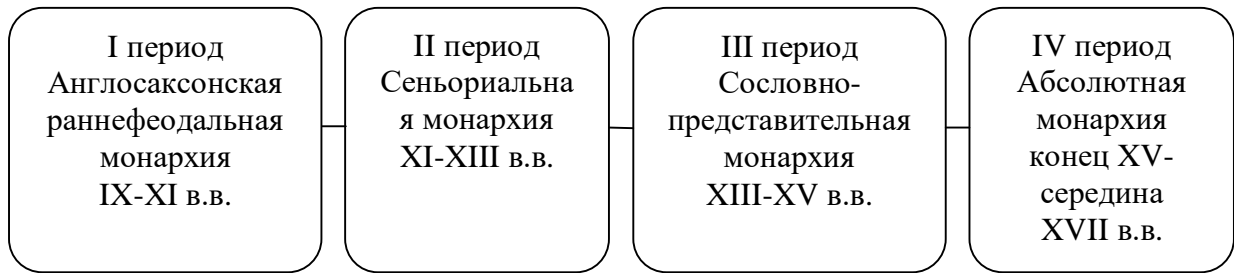 I период
Англосаксонская
раннефеодальная
монархия
IX-XI в.в.
II период
Сеньориальна
я монархия
XI-XIII в.в.
III период
Сословно-
представительная
монархия
XIII-XV в.в.
IV период
Абсолютная
монархия
конец XV-
середина
XVII в.в.